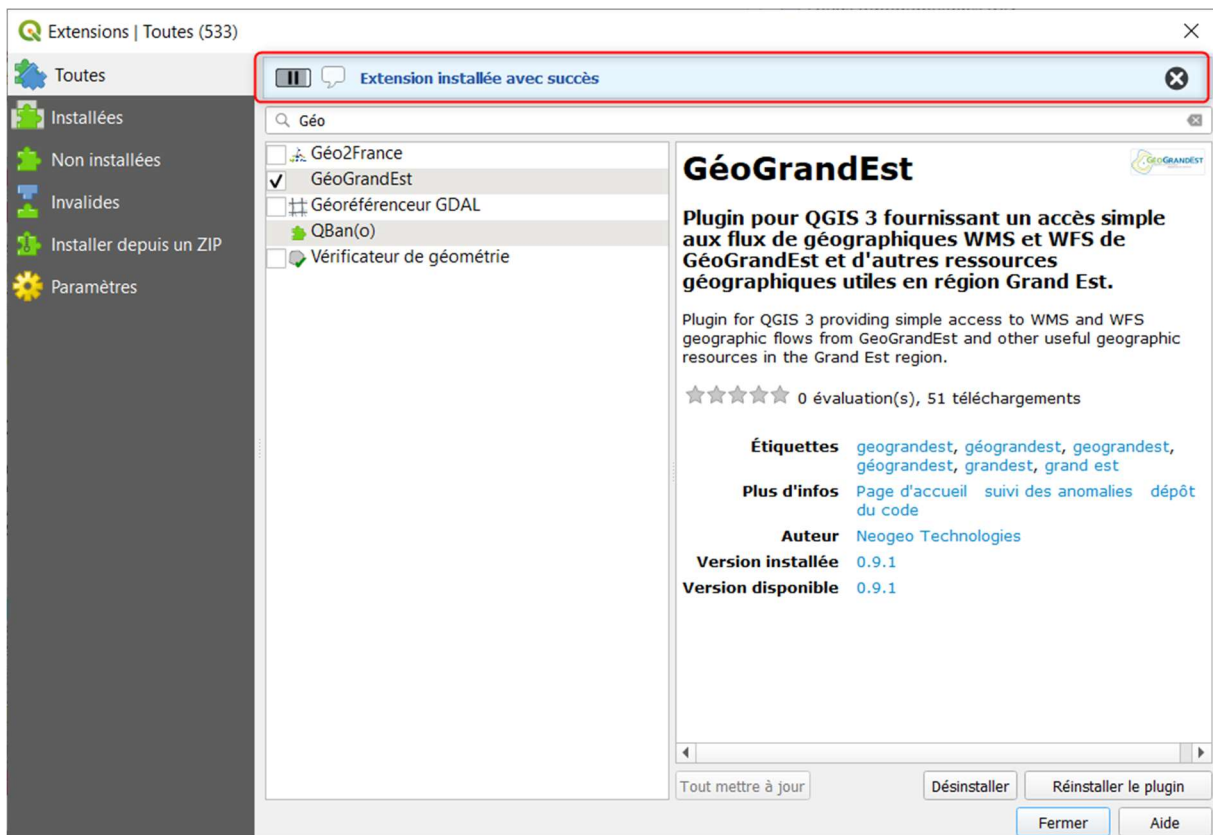 Extensions | Toutes (533)
Toutes
Installées
Non installées
Invalides
Installer depuis un ZIP
Paramètres
Extension installée avec succès
Géo
Géo2France
GéoGrandEst
Géoréférenceur GDAL
QBan(o)
Vérificateur de géométrie
GéoGrandEst
GÉOGRANDEST
Plugin pour QGIS 3 fournissant un accès simple
aux flux de géographiques WMS et WFS de
GéoGrandEst et d'autres ressources
géographiques utiles en région Grand Est.
Plugin for QGIS 3 providing simple access to WMS and WFS
geographic flows from GeoGrandEst and other useful geographic
resources in the Grand Est region.
0 évaluation(s), 51 téléchargements
Étiquettes geograndest, géograndest, geograndest,
géograndest, grandest, grand est
Plus d'infos Page d'accueil suivi des anomalies dépôt
du code
Auteur Neogeo Technologies
Version installée 0.9.1
Version disponible 0.9.1
Tout mettre à jour Désinstaller Réinstaller le plugin
Fermer Aide